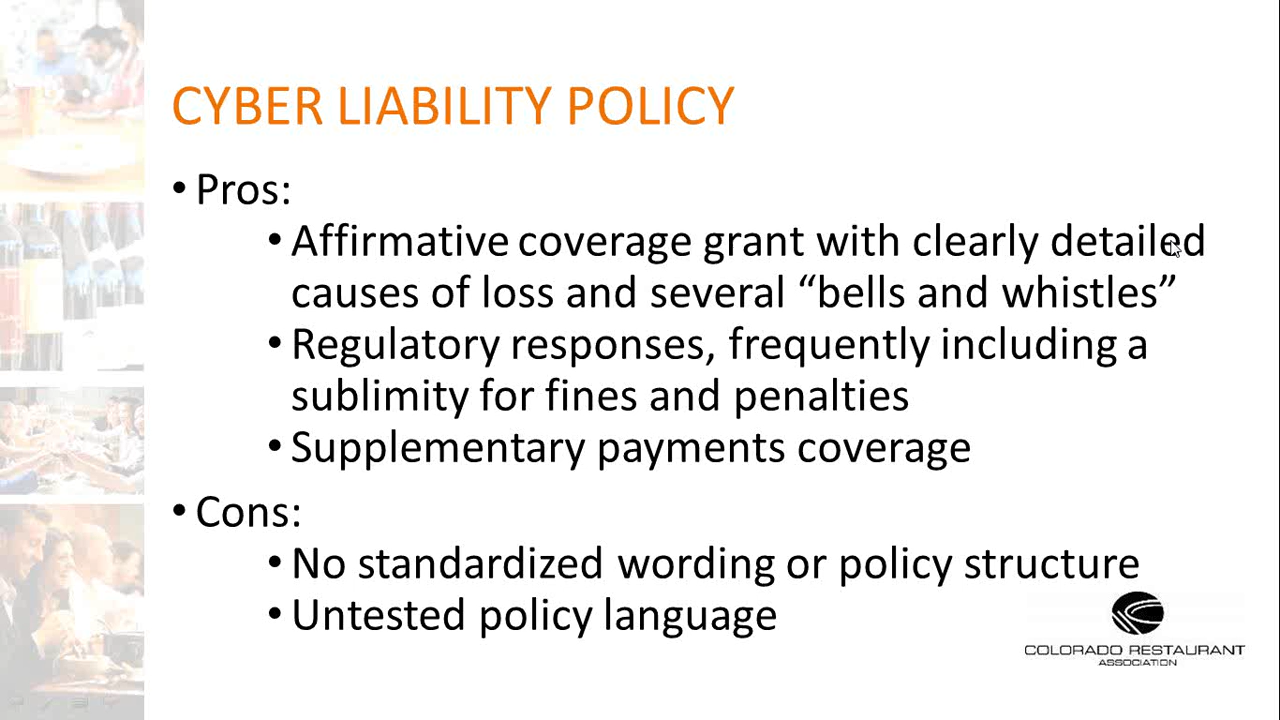 CYBER LIABILITY POLICY
• Pros:
• Affirmative coverage grant with clearly detailed
causes of loss and several “bells and whistles”
• Regulatory responses, frequently including a
sublimity for fines and penalties
• Supplementary payments coverage
• Cons:
• No standardized wording or policy structure
• Untested policy language
COLORADO RESTAURANT
ASSOCIATION